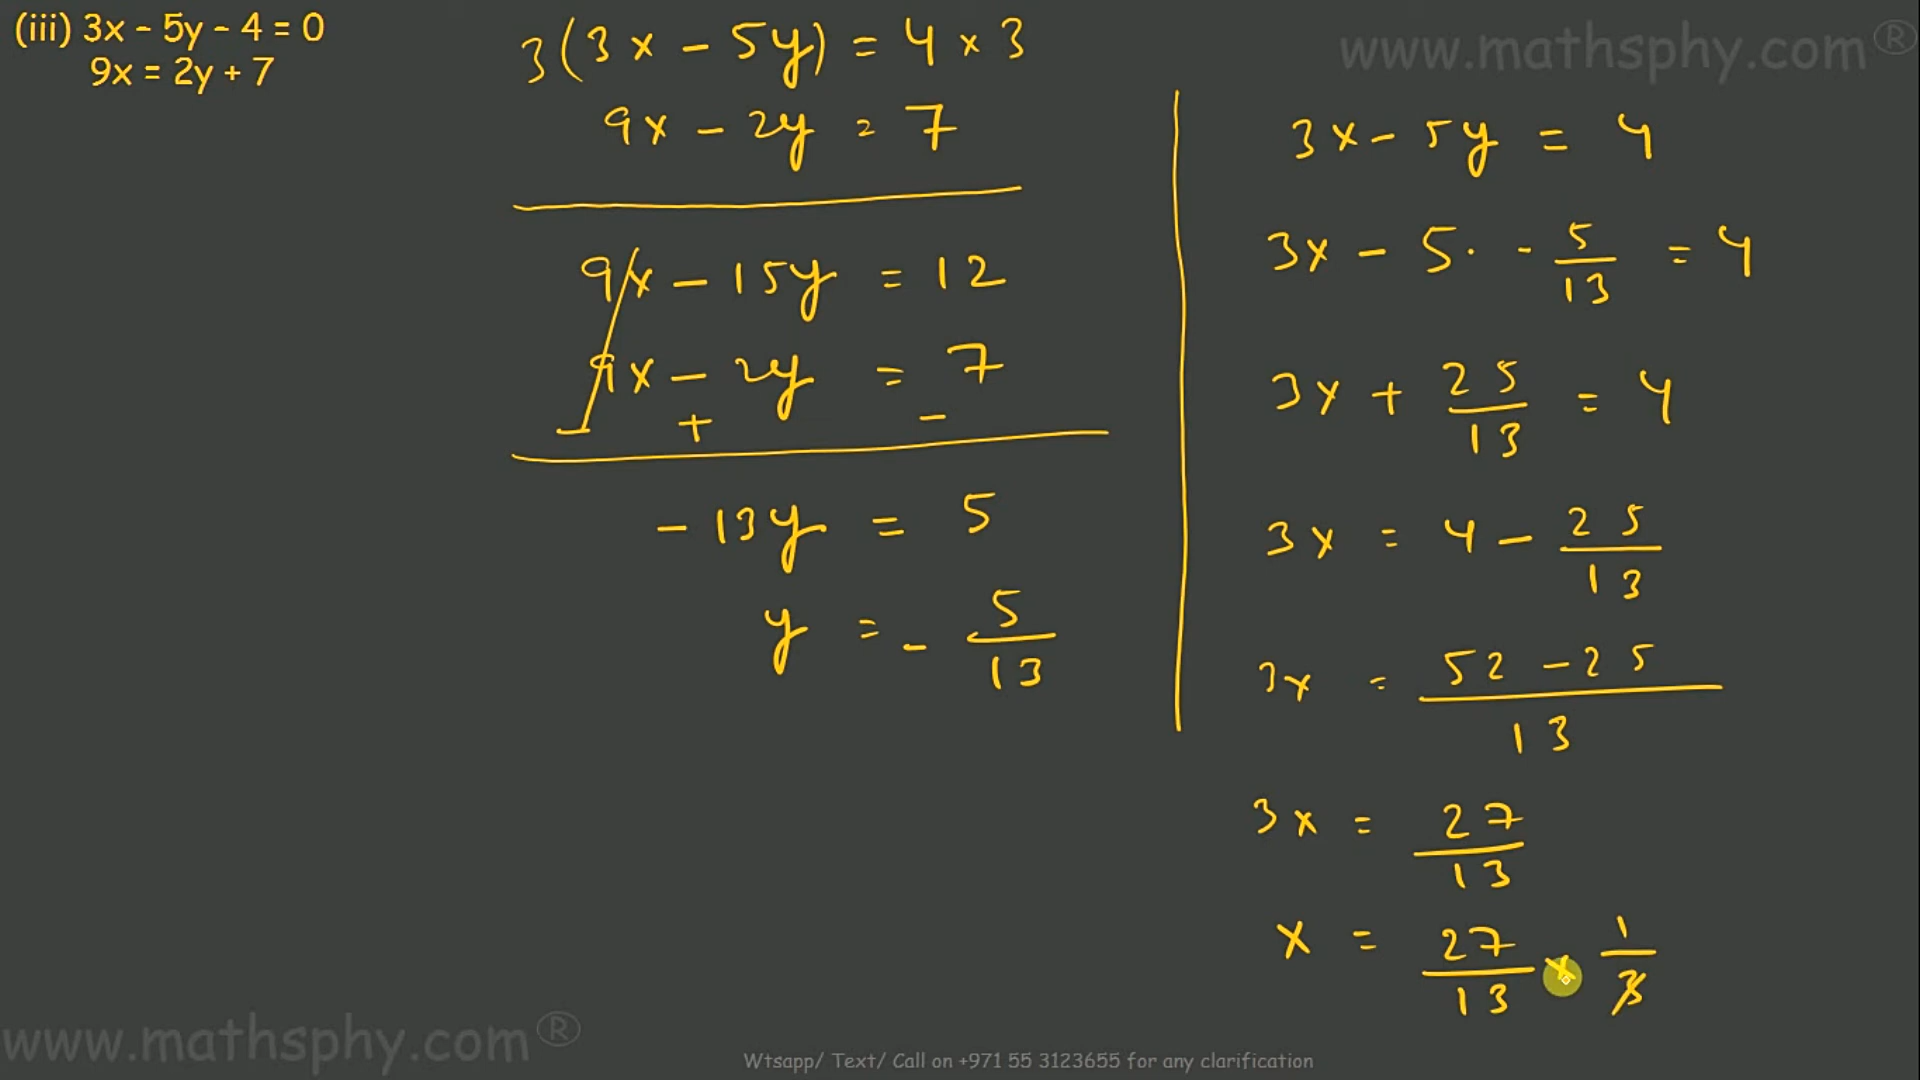 (iii) 3x - 5y - 4 = 0
9x = 2y + 7
3(3x - 5y) = 4 × 3
9x - 2y = 7
9x - 15y = 12
9x - 2y = 7
- + -
-13y = 5
y = - 5/13
www.mathsphy.com®
3x - 5y = 4
3x - 5· - 5/13 = 4
3x + 25/13 = 4
3x = 4 - 25/13
3x = 52 - 25/13
3x = 27/13
x = 27/13 × 1/3
www.mathsphy.com®
Wtsapp/ Text/ Call on +971 55 3123655 for any clarification